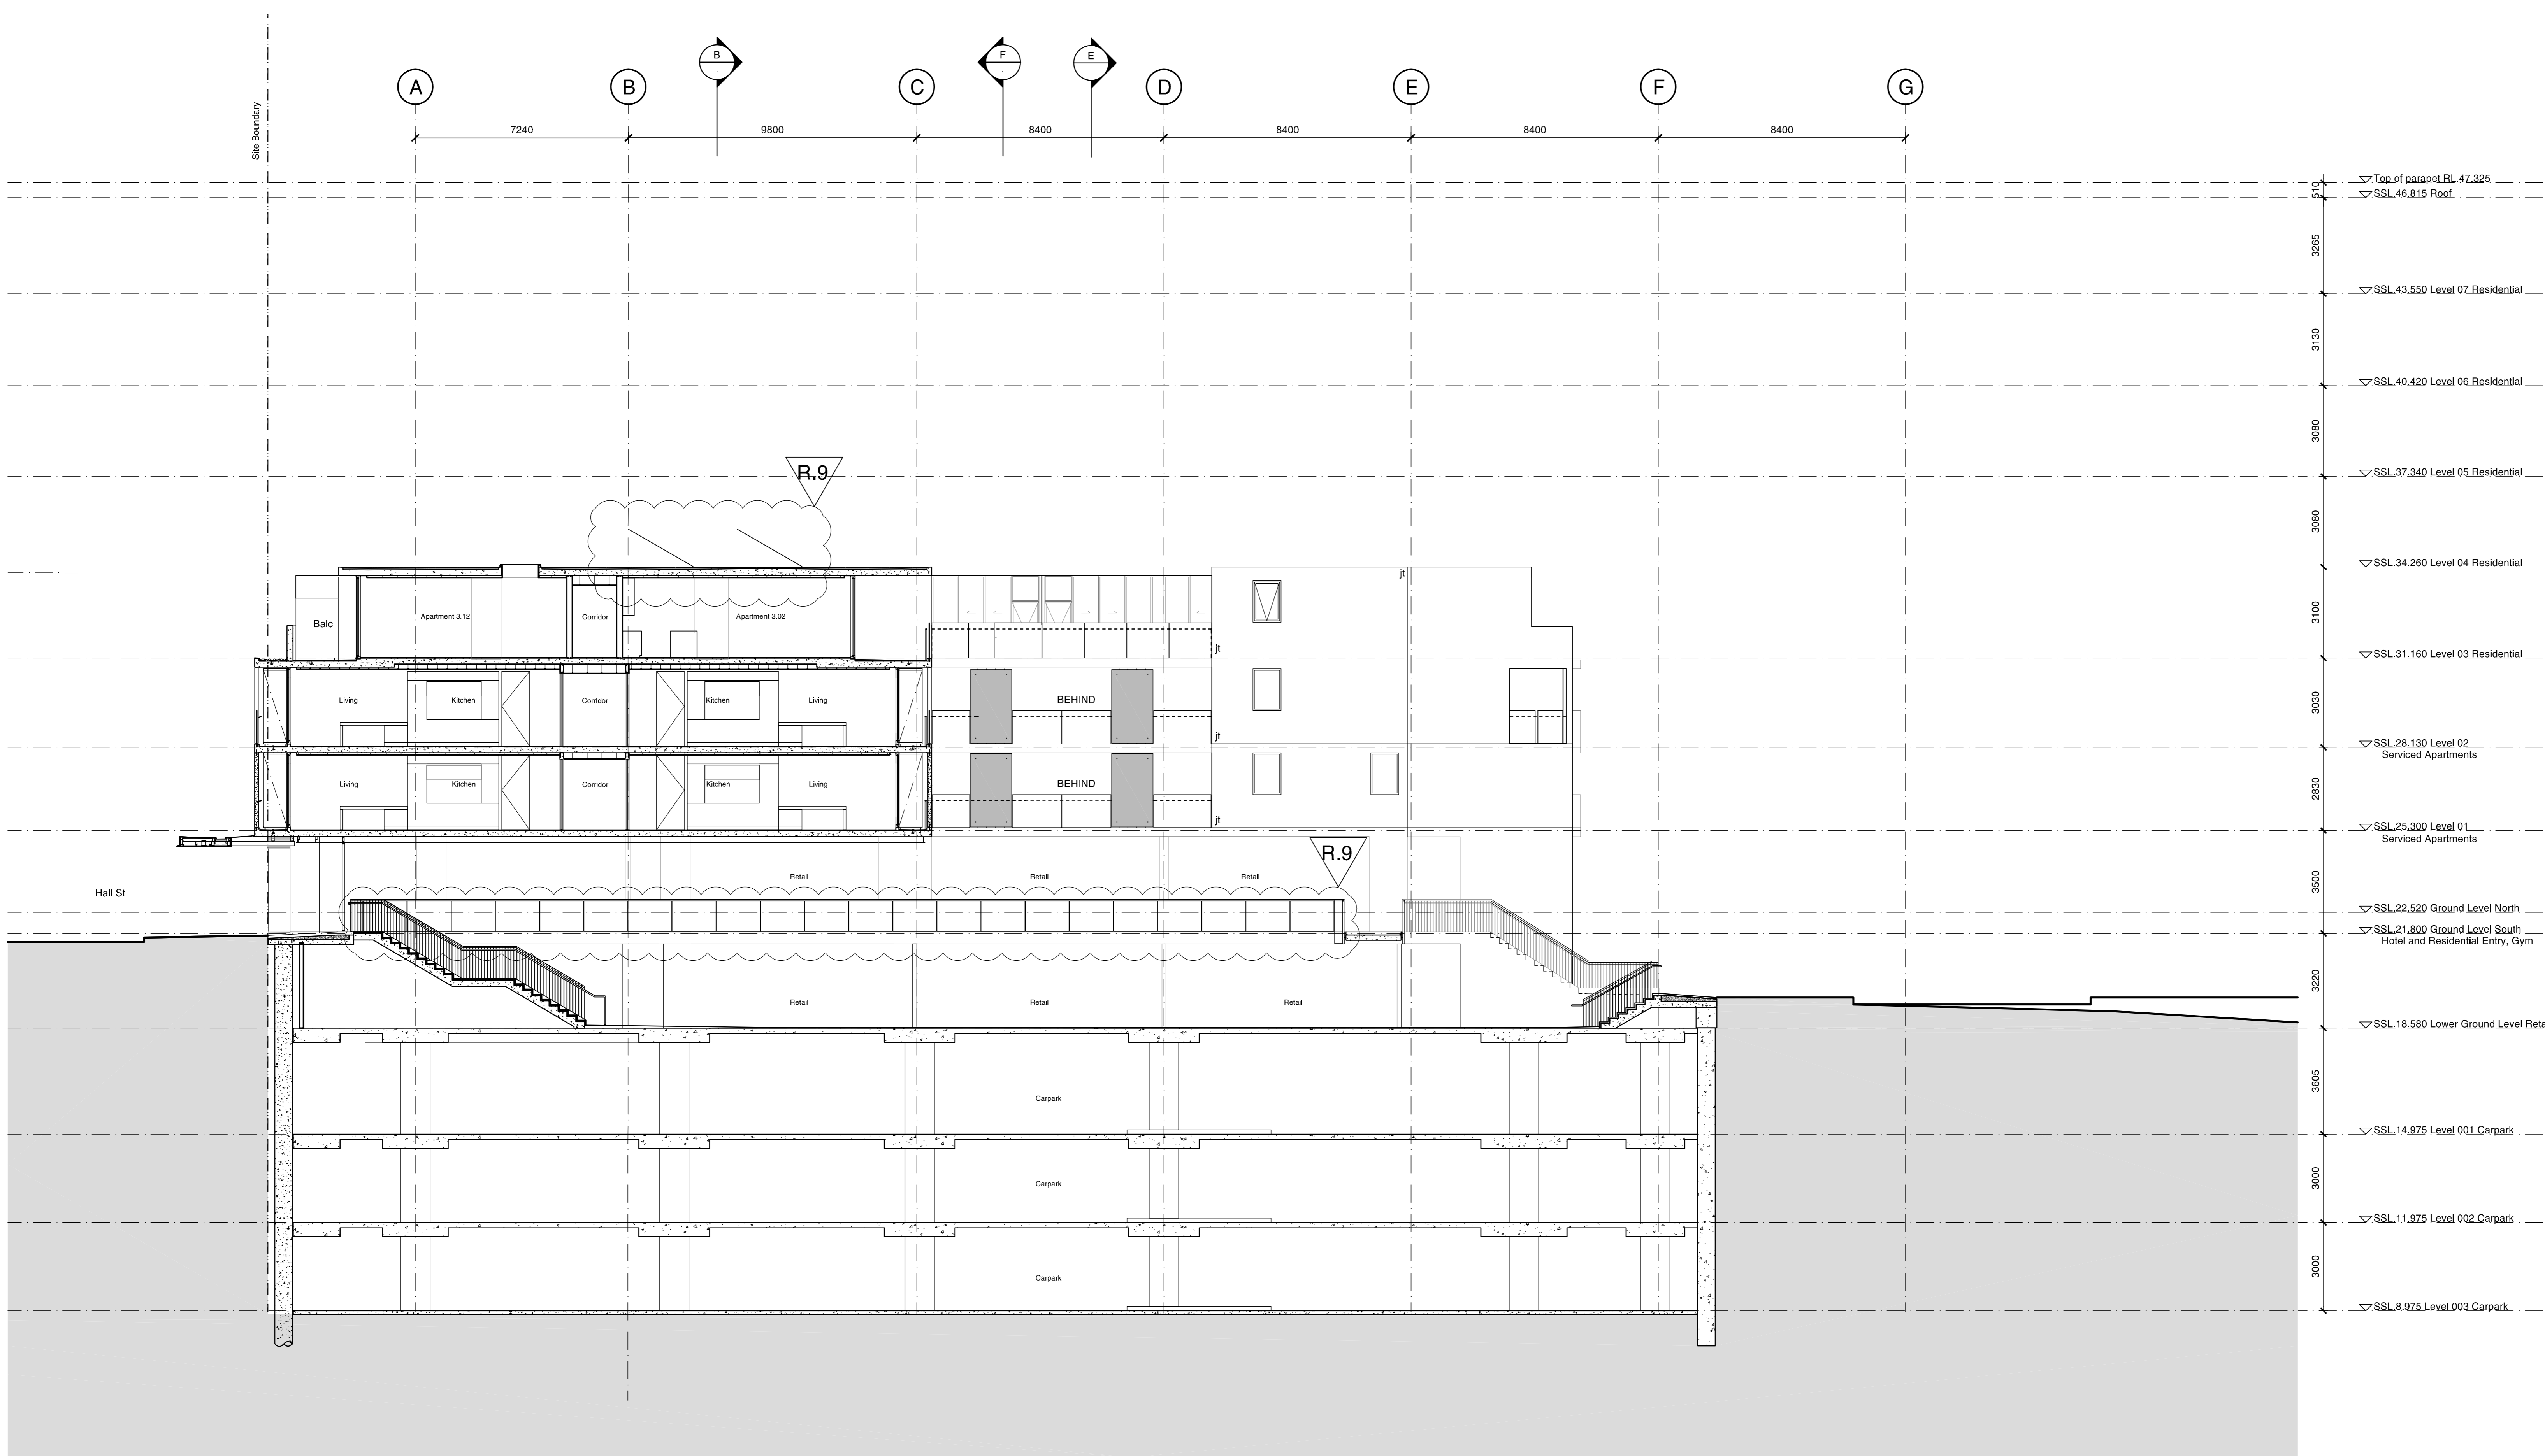 B
F
E
A
B
C
D
E
F
G
Site Boundary
7240
9800
8400
8400
8400
8400
Top of parapet RL.47.325
510
SSL.46.815 Roof
3265
SSL.43.550 Level 07 Residential
3130
SSL.40.420 Level 06 Residential
3080
R.9
SSL.37.340 Level 05 Residential
3080
SSL.34.260 Level 04 Residential
jt
3100
Balc
Apartment 3.12
Corridor
Apartment 3.02
jt
SSL.31.160 Level 03 Residential
Living
Kitchen
Corridor
Kitchen
Living
BEHIND
3030
jt
SSL.28.130 Level 02
Serviced Apartments
Living
Kitchen
Corridor
Kitchen
Living
BEHIND
2830
jt
SSL.25.300 Level 01
Serviced Apartments
R.9
Retail
Retail
Retail
3500
Hall St
SSL.22.520 Ground Level North
SSL.21.800 Ground Level South
Hotel and Residential Entry, Gym
3220
Retail
Retail
Retail
SSL.18.580 Lower Ground Level Reta
3605
Carpark
SSL.14.975 Level 001 Carpark
3000
Carpark
SSL.11.975 Level 002 Carpark
3000
Carpark
SSL.8.975 Level 003 Carpark